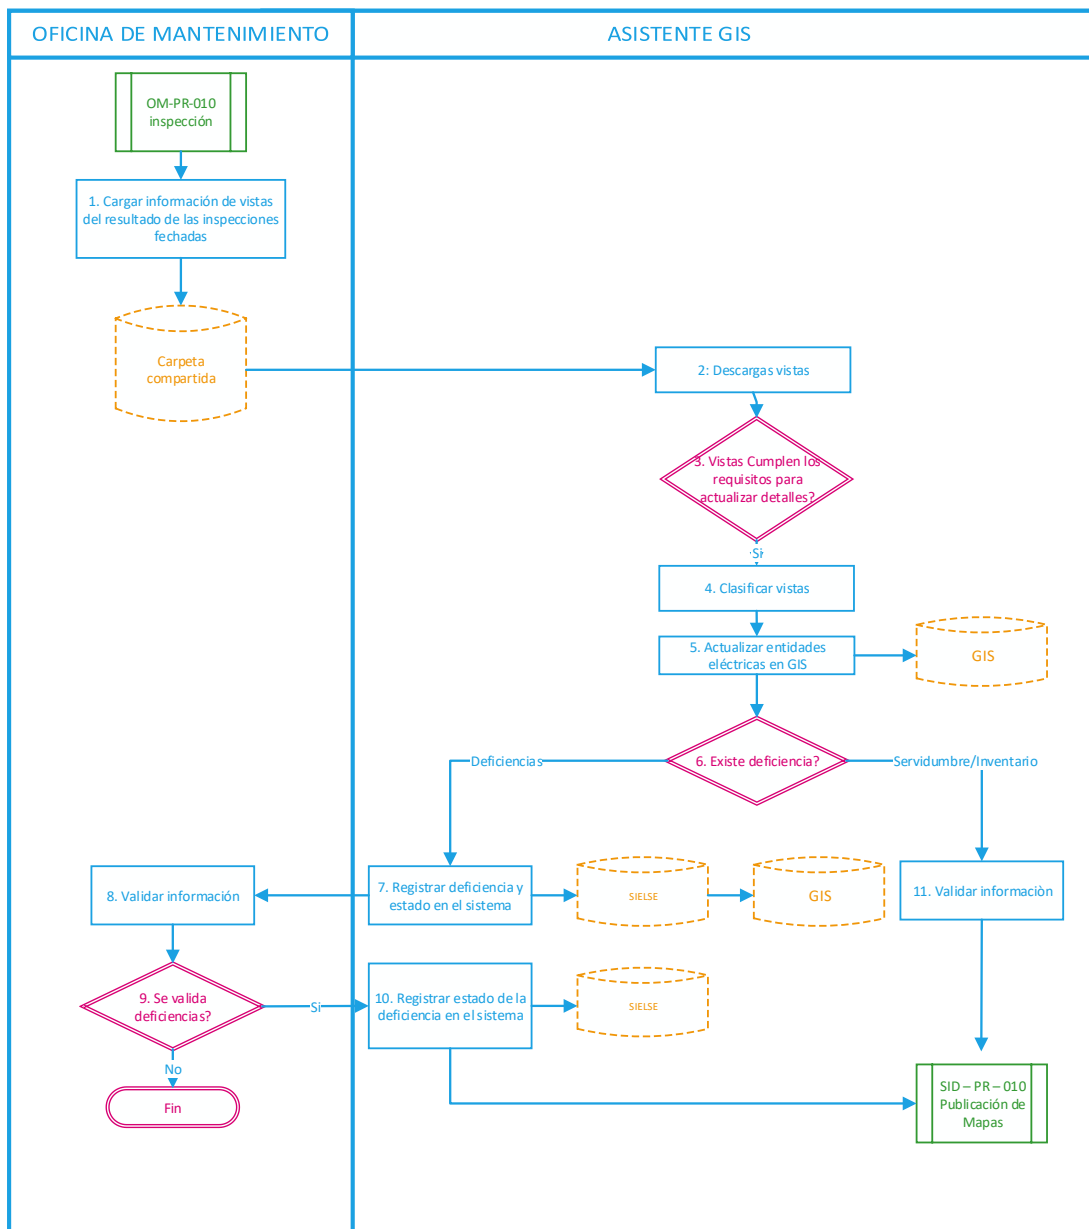 OFICINA DE MANTENIMIENTO
ASISTENTE GIS
OM-PR-010
inspección
1. Cargar información de vistas
del resultado de las inspecciones
fechadas
Carpeta
compartida
2: Descargas vistas
3. Vistas Cumplen los
requisitos para
actualizar detalles?
Si
4. Clasificar vistas
5. Actualizar entidades
eléctricas en GIS
GIS
6. Existe deficiencia?
Deficiencias
Servidumbre/Inventario
8. Validar información
7. Registrar deficiencia y
estado en el sistema
SIELSE
GIS
11. Validar informaciòn
9. Se valida
deficiencias?
Si
10. Registrar estado de la
deficiencia en el sistema
SIELSE
No
Fin
SID – PR – 010
Publicación de
Mapas